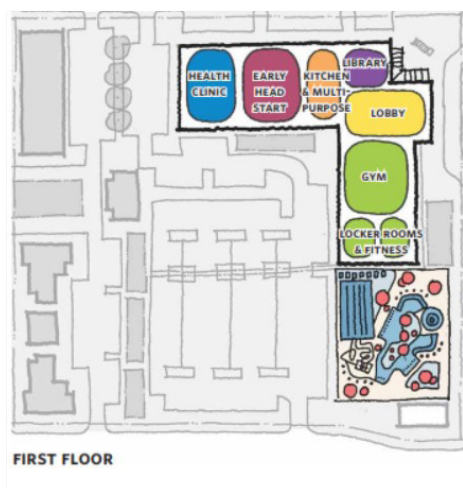 HEALTH
CLINIC
EARLY
HEAD
START
KITCHEN
& MULTI-
PURPOSE
LIBRARY
LOBBY
GYM
LOCKER ROOMS
& FITNESS
FIRST FLOOR